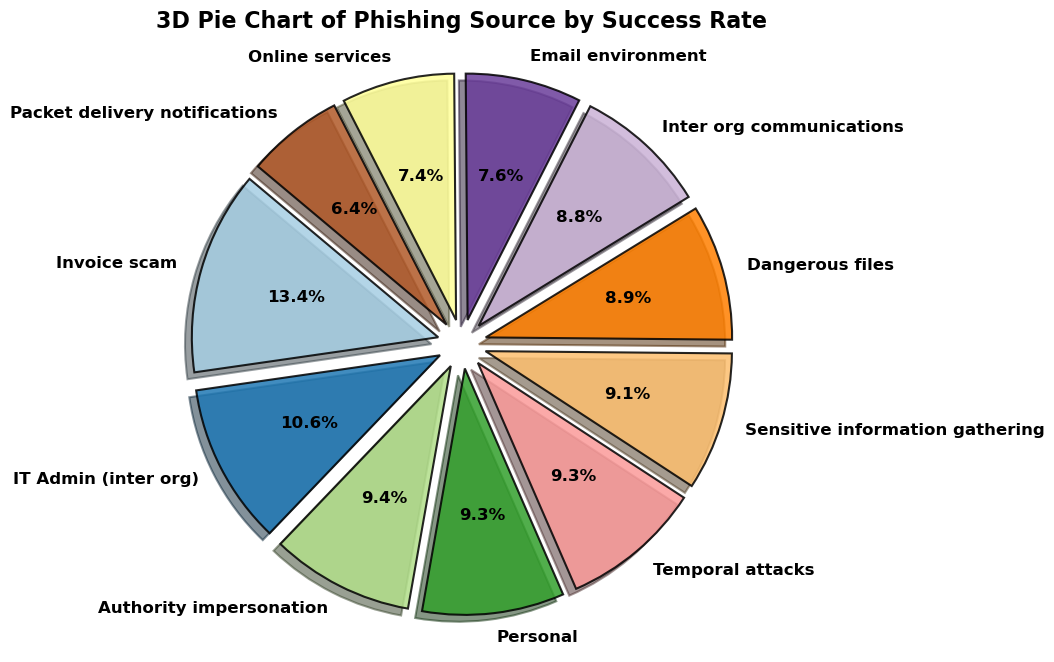 3D Pie Chart of Phishing Source by Success Rate
Online services
Email environment
Packet delivery notifications
Inter org communications
7.4%
7.6%
6.4%
8.8%
Invoice scam
Dangerous files
13.4%
8.9%
10.6%
9.1%
Sensitive information gathering
IT Admin (inter org)
9.4%
9.3%
9.3%
Temporal attacks
Authority impersonation
Personal